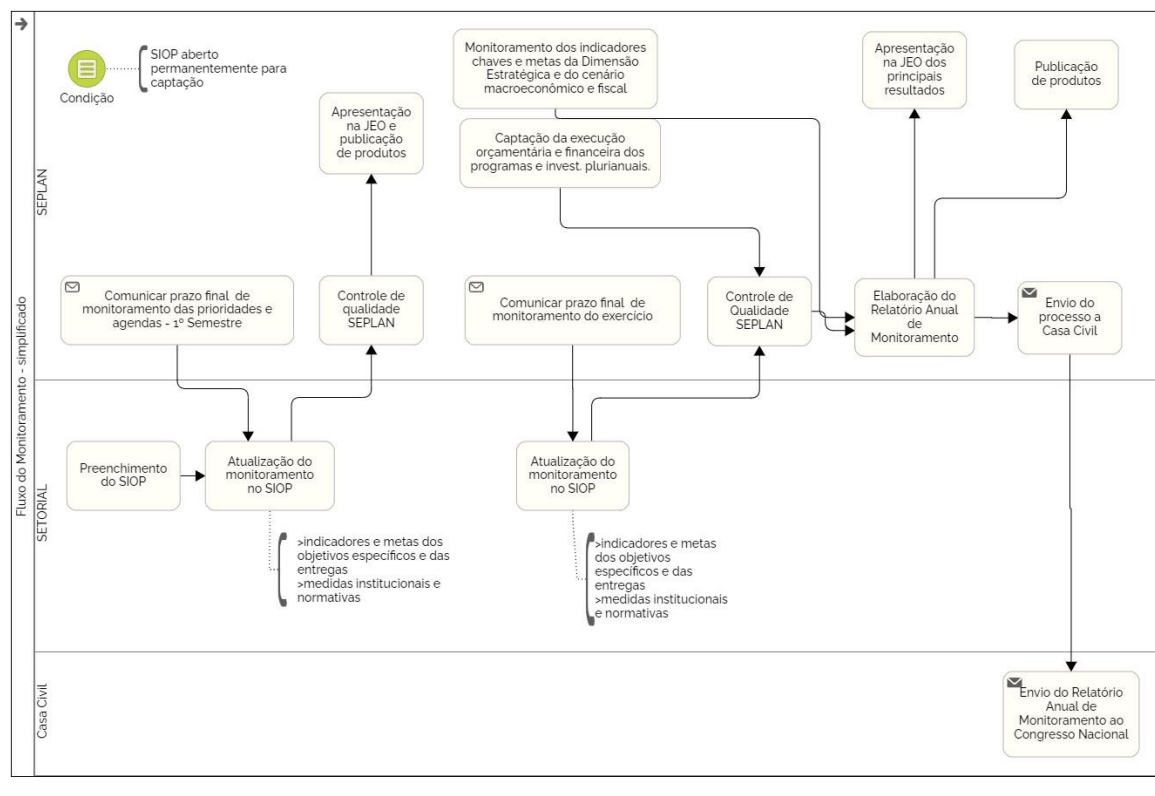 Fluxo do Monitoramento - simplificado
SEPLAN
Condição
SIOP aberto
permanentemente para
captação
Apresentação
na JEO e
publicação
de produtos
Monitoramento dos indicadores
chaves e metas da Dimensão
Estratégica e do cenário
macroeconômico e fiscal
Captação da execução
orçamentária e financeira dos
programas e invest. plurianuais.
Apresentação
na JEO dos
principais
resultados
Publicação
de produtos
Comunicar prazo final de
monitoramento das prioridades e
agendas - 1º Semestre
Controle de
qualidade
SEPLAN
Comunicar prazo final de
monitoramento do exercício
Controle de
Qualidade
SEPLAN
Elaboração do
Relatório Anual
de
Monitoramento
Envio do
processo a
Casa Civil
SETORIAL
Preenchimento
do SIOP
Atualização do
monitoramento
no SIOP
>indicadores e metas dos
objetivos específicos e das
entregas
>medidas institucionais e
normativas
Atualização do
monitoramento
no SIOP
>indicadores e metas
dos objetivos
específicos e das
entregas
>medidas institucionais
e normativas
Casa Civil
Envio do Relatório
Anual de
Monitoramento ao
Congresso Nacional